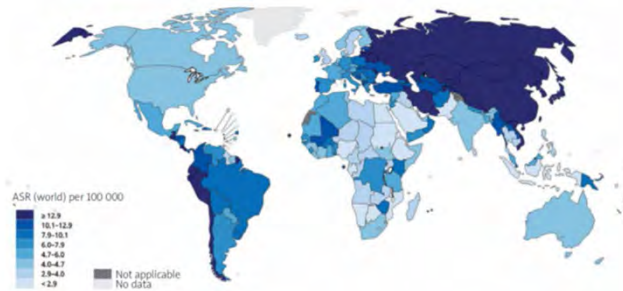 ASR (world) per 100 000
≥ 12.9
10.1–12.9
7.9–10.1
6.0–7.9
4.7–6.0
4.0–4.7
2.9–4.0
< 2.9
Not applicable
No data